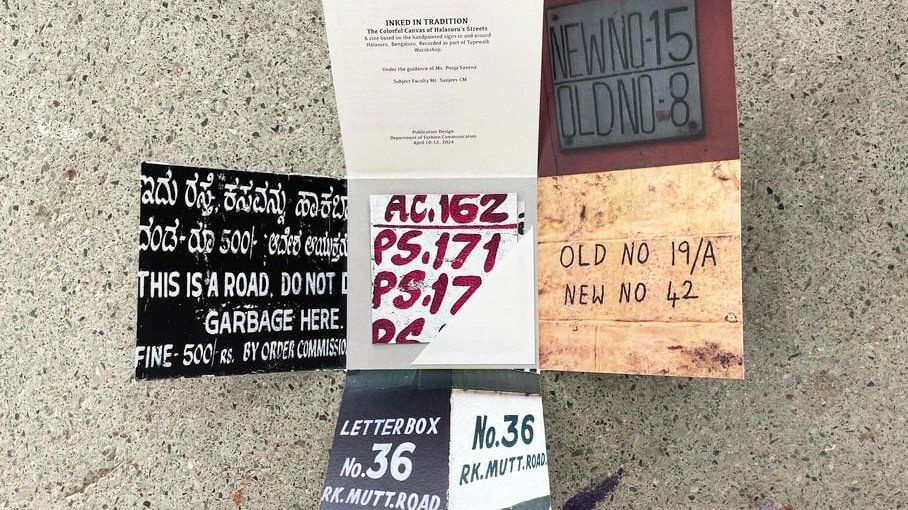 INKED IN TRADITION
The Colorful Canvas of Halasuru's Streets
A zine based on the handpainted signs in and around
Halasuru, Bengaluru. Recorded as part of Typewalk
Worskshop.
Under the guidance of Ms. Pooja Saxena
Subject Faculty Mr. Sanjeev CM
Publication Design
Department of Fashion Communication
April 10-12, 2024
NEW NO-15
OLD NO-8
ಇದು ರಸ್ತೆ, ಕಸವನ್ನು ಹಾಕಬಾ
ದಂಡ-ರೂ 500/- ಆದೇಶ ಆಯುಕ್ತರ
THIS IS A ROAD. DO NOT D
GARBAGE HERE.
FINE-500/RS. BY ORDER COMMISSIO
A.C.162
PS.171
PS.17
OLD NO 19/A
NEW NO 42
LETTERBOX
No.36
RK.MUTT.ROAD
No.36
RK.MUTT.ROAD.